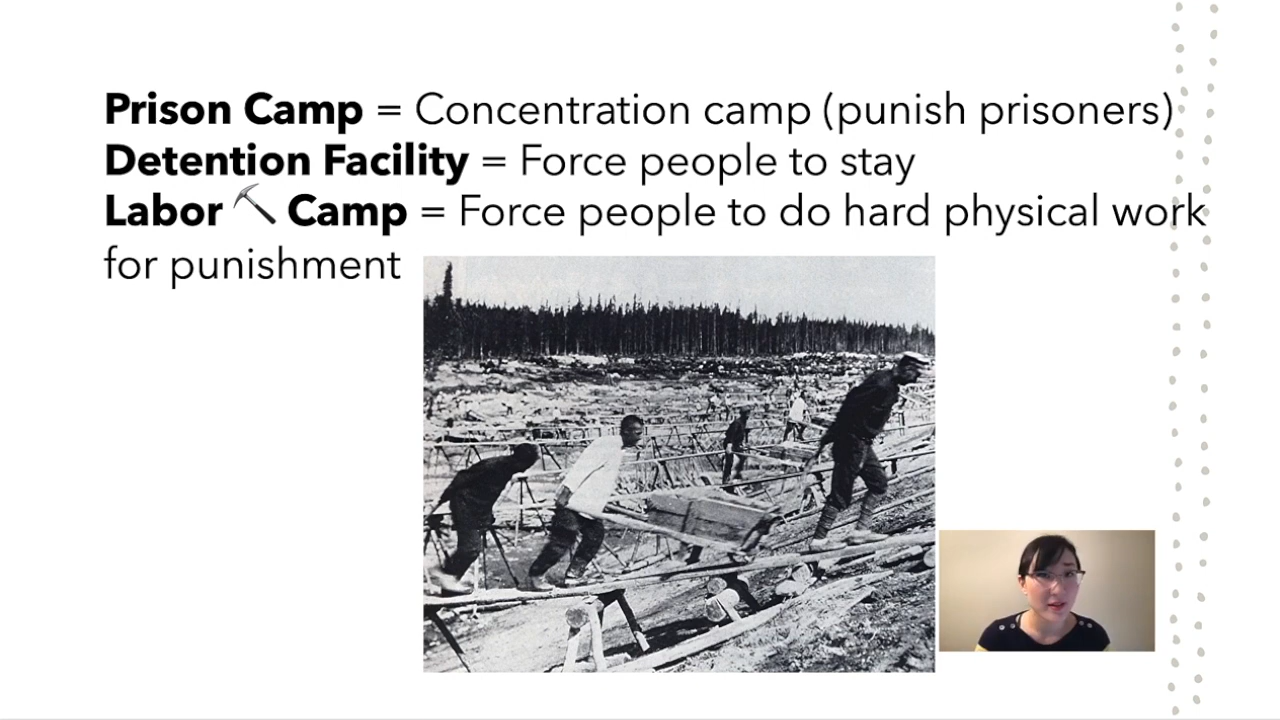 Prison Camp = Concentration camp (punish prisoners)
Detention Facility = Force people to stay
Labor Camp = Force people to do hard physical work
for punishment